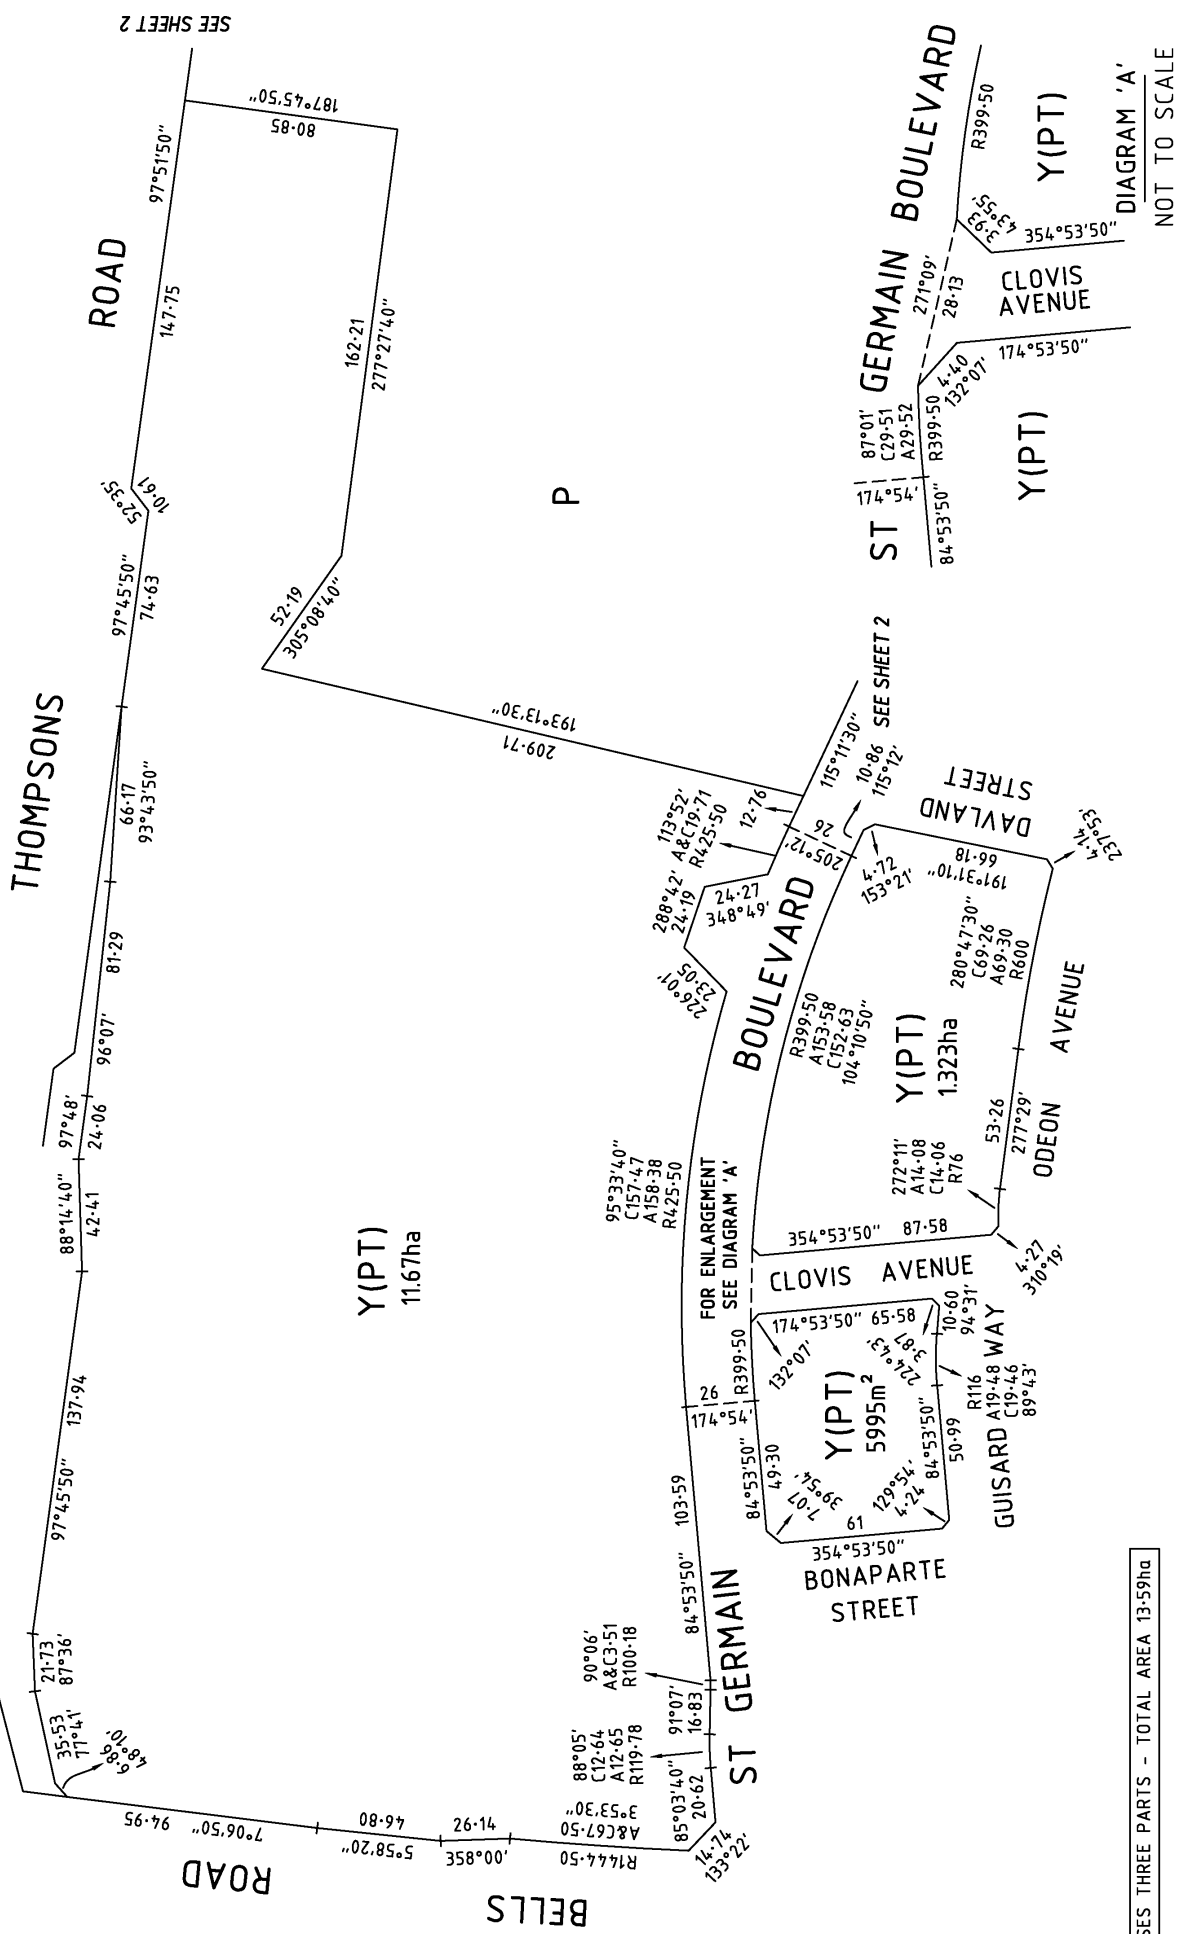 SEE SHEET 2
THOMPSONS
ROAD
187°45'50"
80·85
97°51'50"
147·75
162·21
277°27'40"
52°35'
10·61
97°45'50"
74·63
52·19
305°08'40"
P
66·17
93°43'50"
81·29
96°07'
97°48'
24·06
88°14'40"
42·41
137·94
97°45'50"
21·73
87°36'
35·53
77°41'
6·86
48°10'
193°13'30"
209·71
Y(PT)
11.67ha
ROAD
BELLS
94·95
7°06'50"
46·80
5°58'20"
26·14
358°00'
3°53'30"
A&C67·50
R1444·50
14·74
133°22'
85°03'40"
20·62
88°05'
C12·64
A12·65
R119·78
91°07'
16·83
90°06'
A&C3·51
R100·18
84°53'50"
103·59
ST GERMAIN BOULEVARD
26
174°54'
95°33'40"
C157·47
A158·38
R425·50
226°01'
23·05
288°42'
24·19
24·27
348°49'
113°52'
A&C19·71
R425·50
12·76
115°11'30"
SEE SHEET 2
10·86
115°12'
26
205°12'
4·72
153°21'
DAVLAND
STREET
66·18
191°31'10"
4·14
237°53'
280°47'30"
C69·26
A69·30
R600
R399·50
A153·58
C152·63
104°10'50"
Y(PT)
1.323ha
ODEON AVENUE
53·26
277°29'
272°11'
A14·08
C14·06
R76
354°53'50" 87·58
4·27
310°19'
FOR ENLARGEMENT
SEE DIAGRAM 'A'
CLOVIS AVENUE
R399·50
132°07'
174°53'50" 65·58
3·87
224°43'
10·60
94°31'
Y(PT)
5995m²
84°53'50"
49·30
7·07
39°54'
129°54'
4·24
84°53'50"
50·99
R116
A19·48
C19·46
89°43'
GUISARD WAY
61
354°53'50"
BONAPARTE
STREET
ST GERMAIN BOULEVARD
87°01'
C29·51
A29·52
R399·50
174°54'
84°53'50"
271°09'
28·13
4·40
132°07'
174°53'50"
3·93
43°55'
354°53'50"
R399·50
CLOVIS
AVENUE
Y(PT)
Y(PT)
DIAGRAM 'A'
NOT TO SCALE
SES THREE PARTS - TOTAL AREA 13·59ha